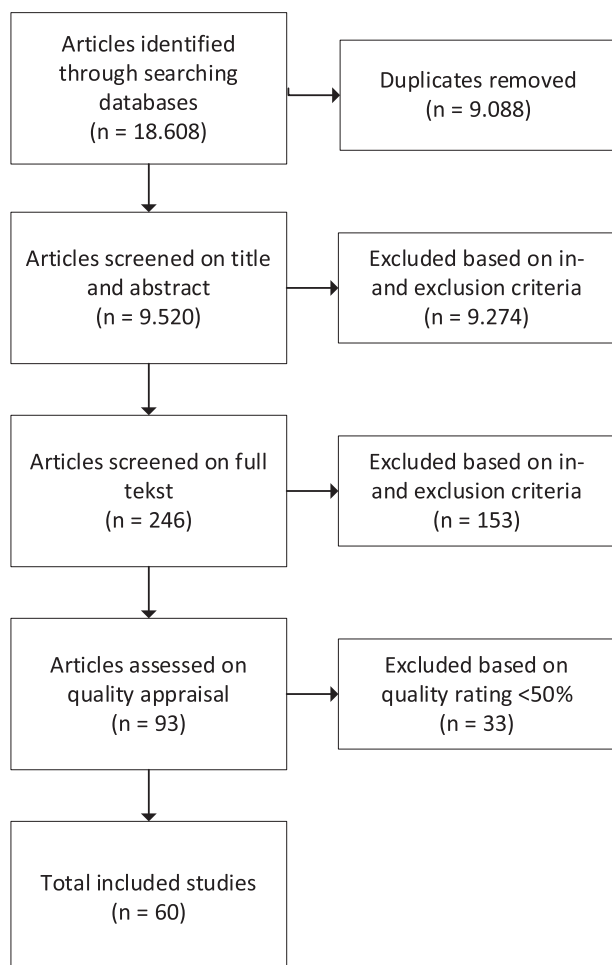 Articles identified
through searching
databases
(n = 18.608)
Duplicates removed
(n = 9.088)
Articles screened on title
and abstract
(n = 9.520)
Excluded based on in-
and exclusion criteria
(n = 9.274)
Articles screened on full
tekst
(n = 246)
Excluded based on in-
and exclusion criteria
(n = 153)
Articles assessed on
quality appraisal
(n = 93)
Excluded based on
quality rating <50%
(n = 33)
Total included studies
(n = 60)